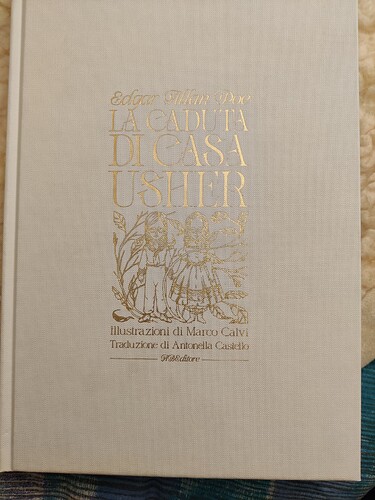 Edgar Allan Poe
LA CADUTA
DI CASA
USHER
Illustrazioni di Marco Calvi
Traduzione di Antonella Castello